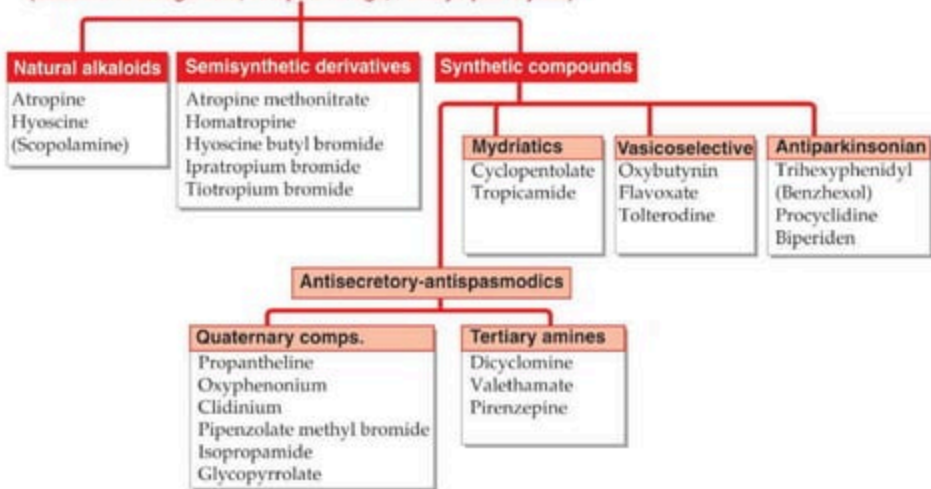 Natural alkaloids
Atropine
Hyoscine
(Scopolamine)
Semisynthetic derivatives
Atropine methonitrate
Homatropine
Hyoscine butyl bromide
Ipratropium bromide
Tiotropium bromide
Synthetic compounds
Mydriatics
Cyclopentolate
Tropicamide
Vasicoselective
Oxybutynin
Flavoxate
Tolterodine
Antiparkinsonian
Trihexyphenidyl
(Benzhexol)
Procyclidine
Biperiden
Antisecretory-antispasmodics
Quaternary comps.
Propantheline
Oxyphenonium
Clidinium
Pipenzolate methyl bromide
Isopropamide
Glycopyrrolate
Tertiary amines
Dicyclomine
Valethamate
Pirenzepine